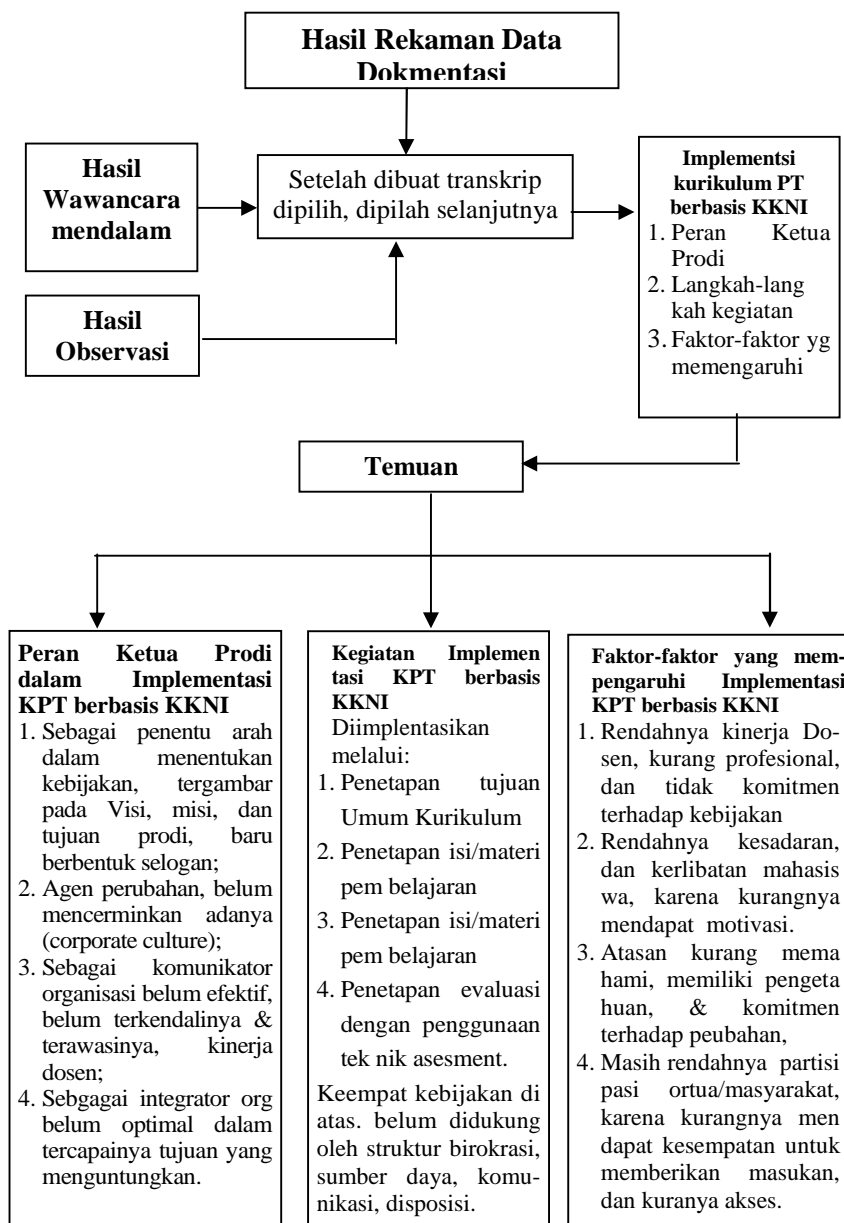 Hasil Rekaman Data
Dokmentasi
Hasil
Wawancara
mendalam
Setelah dibuat transkrip
dipilih, dipilah selanjutnya
Hasil
Observasi
Implementsi
kurikulum PT
berbasis KKNI
1. Peran Ketua
Prodi
2. Langkah-lang
kah kegiatan
3. Faktor-faktor yg
memengaruhi
Temuan
Peran Ketua Prodi
dalam Implementasi
KPT berbasis KKNI
1. Sebagai penentu arah
dalam menentukan
kebijakan, tergambar
pada Visi, misi, dan
tujuan prodi, baru
berbentuk selogan;
2. Agen perubahan, belum
mencerminkan adanya
(corporate culture);
3. Sebagai komunikator
organisasi belum efektif,
belum terkendalinya &
terawasinya, kinerja
dosen;
4. Sebgagai integrator org
belum optimal dalam
tercapainya tujuan yang
menguntungkan.
Kegiatan Implemen
tasi KPT berbasis
KKNI
Diimplentasikan
melalui:
1. Penetapan tujuan
Umum Kurikulum
2. Penetapan isi/materi
pem belajaran
3. Penetapan isi/materi
pem belajaran
4. Penetapan evaluasi
dengan penggunaan
tek nik asesment.
Keempat kebijakan di
atas. belum didukung
oleh struktur birokrasi,
sumber daya, komu-
nikasi, disposisi.
Faktor-faktor yang mem-
pengaruhi Implementasi
KPT berbasis KKNI
1. Rendahnya kinerja Do-
sen, kurang profesional,
dan tidak komitmen
terhadap kebijakan
2. Rendahnya kesadaran,
dan kerlibatan mahasis
wa, karena kurangnya
mendapat motivasi.
3. Atasan kurang mema
hami, memiliki pengeta
huan, & komitmen
terhadap peubahan,
4. Masih rendahnya partisi
pasi ortua/masyarakat,
karena kurangnya men
dapat kesempatan untuk
memberikan masukan,
dan kuranya akses.